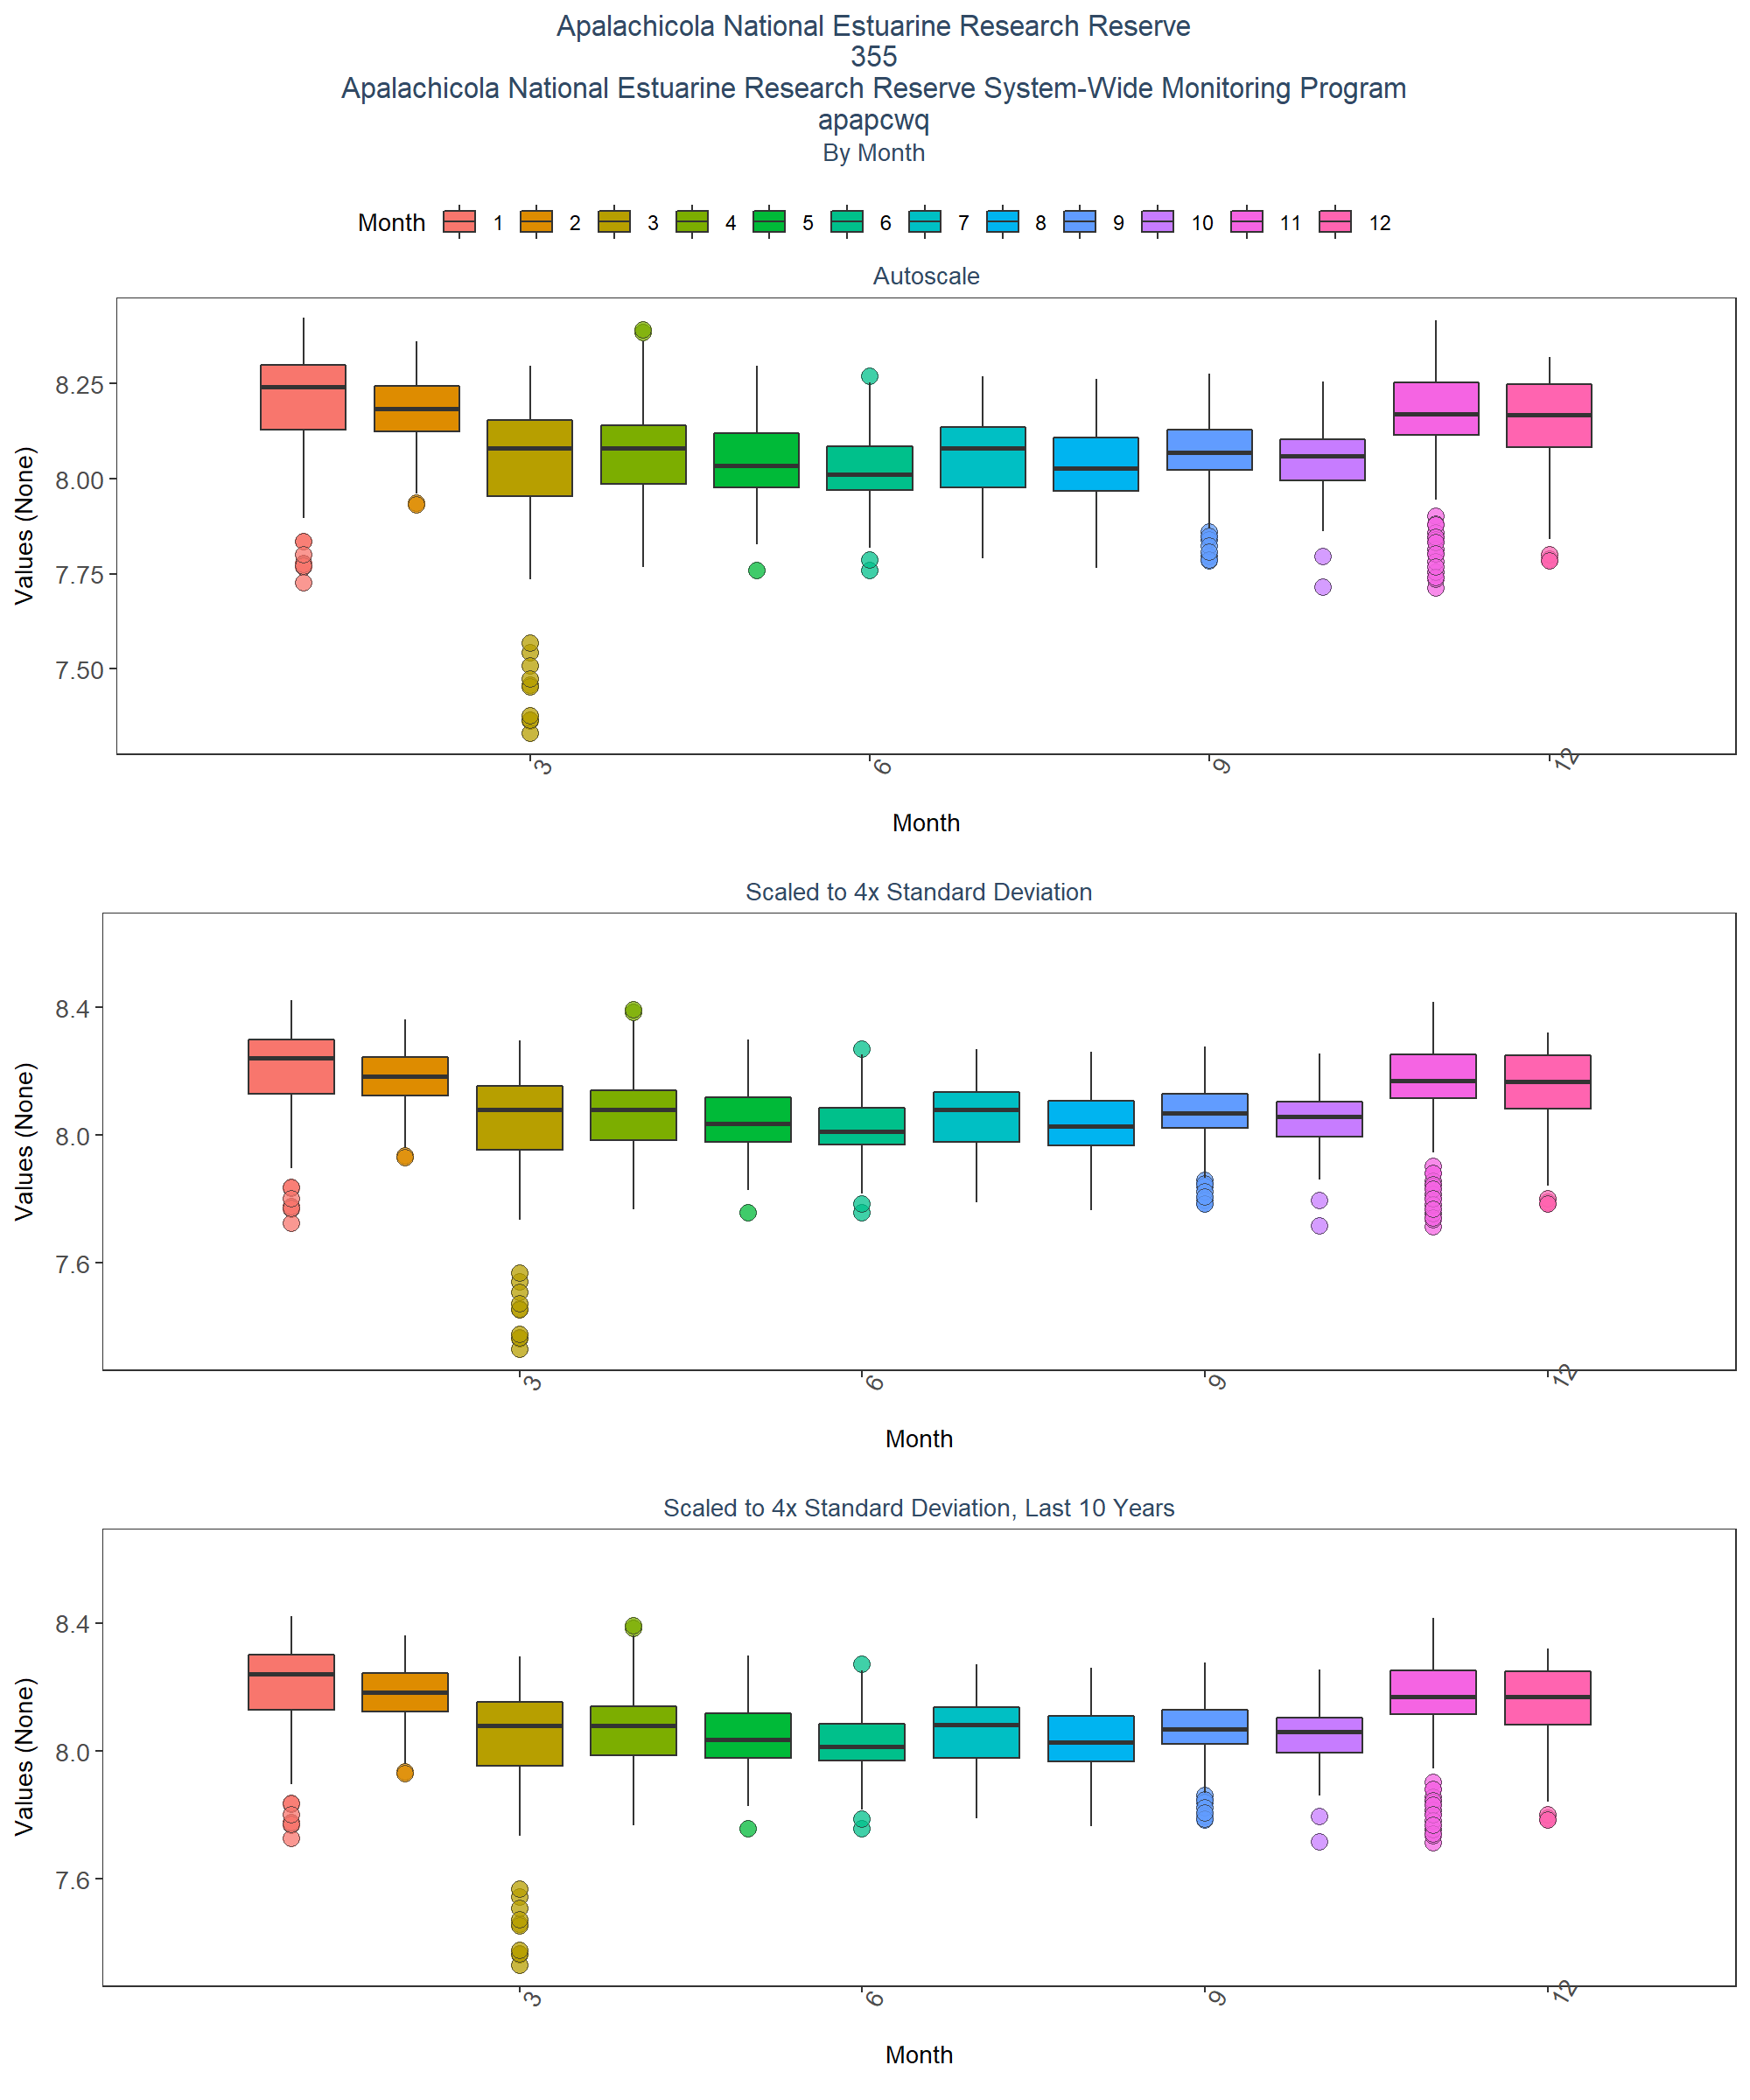 Apalachicola National Estuarine Research Reserve
355
Apalachicola National Estuarine Research Reserve System-Wide Monitoring Program
apapcwq
By Month
Month 1 2 3 4 5 6 7 8 9 10 11 12
Autoscale
Values (None)
8.25
8.00
7.75
7.50
3 6 9 12
Month
Scaled to 4x Standard Deviation
Values (None)
8.4
8.0
7.6
3 6 9 12
Month
Scaled to 4x Standard Deviation, Last 10 Years
Values (None)
8.4
8.0
7.6
3 6 9 12
Month